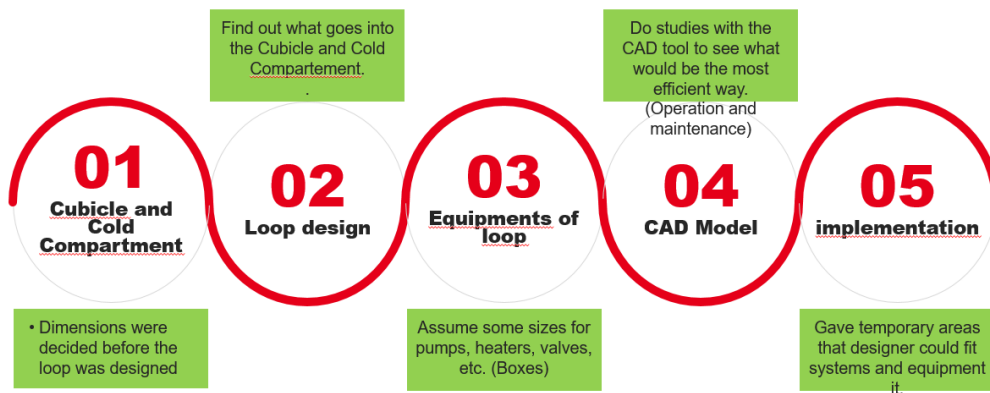 Find out what goes into
the Cubicle and Cold
Compartement.
.
Do studies with the
CAD tool to see what
would be the most
efficient way.
(Operation and
maintenance)
01
Cubicle and
Cold
Compartment
02
Loop design
03
Equipments of
loop
04
CAD Model
05
implementation
• Dimensions were
decided before the
loop was designed
Assume some sizes for
pumps, heaters, valves,
etc. (Boxes)
Gave temporary areas
that designer could fit
systems and equipment
it.